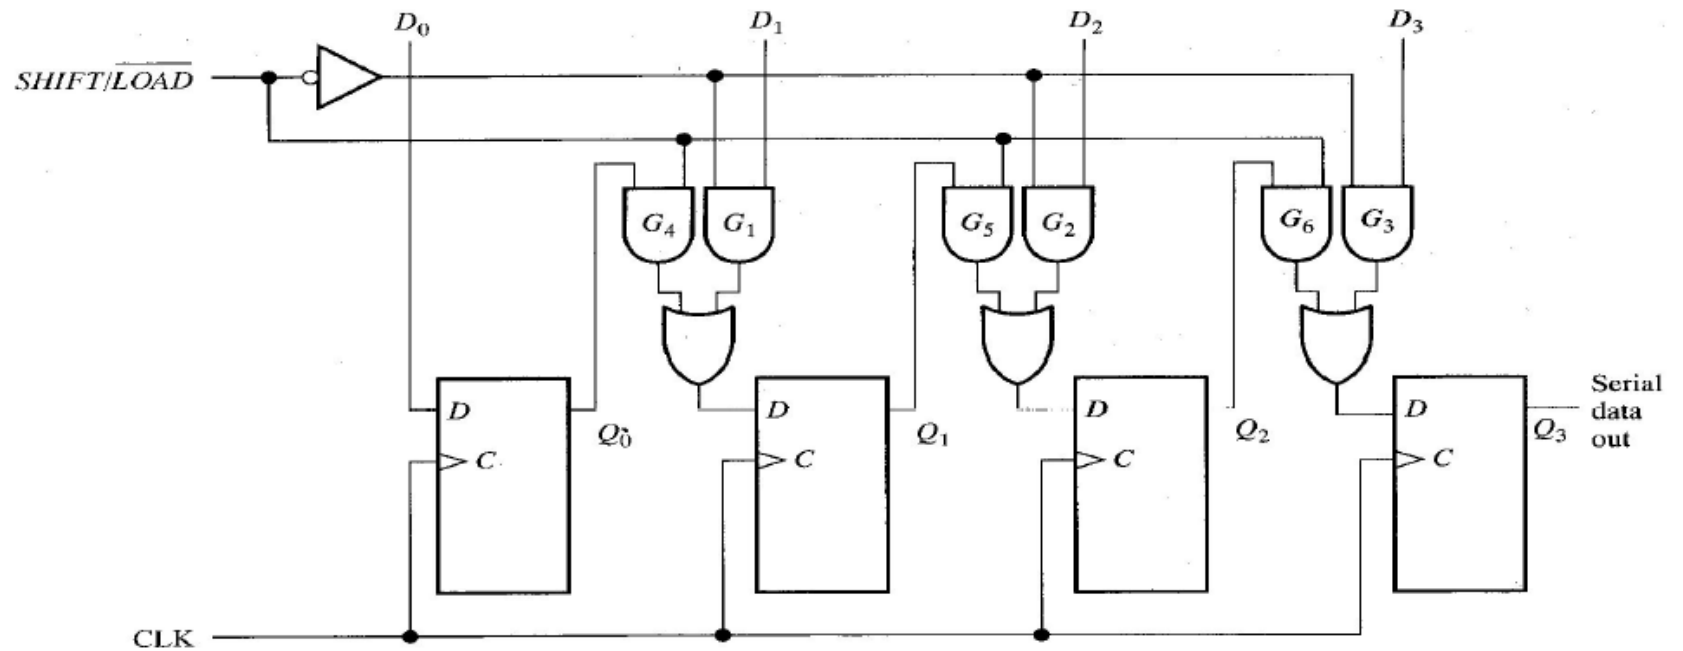 D0
D1
D2
D3
SHIFT/LOAD
G4
G1
G5
G2
G6
G3
D
Q0
C
D
Q1
C
D
Q2
C
D
Q3
C
Serial
data
out
CLK